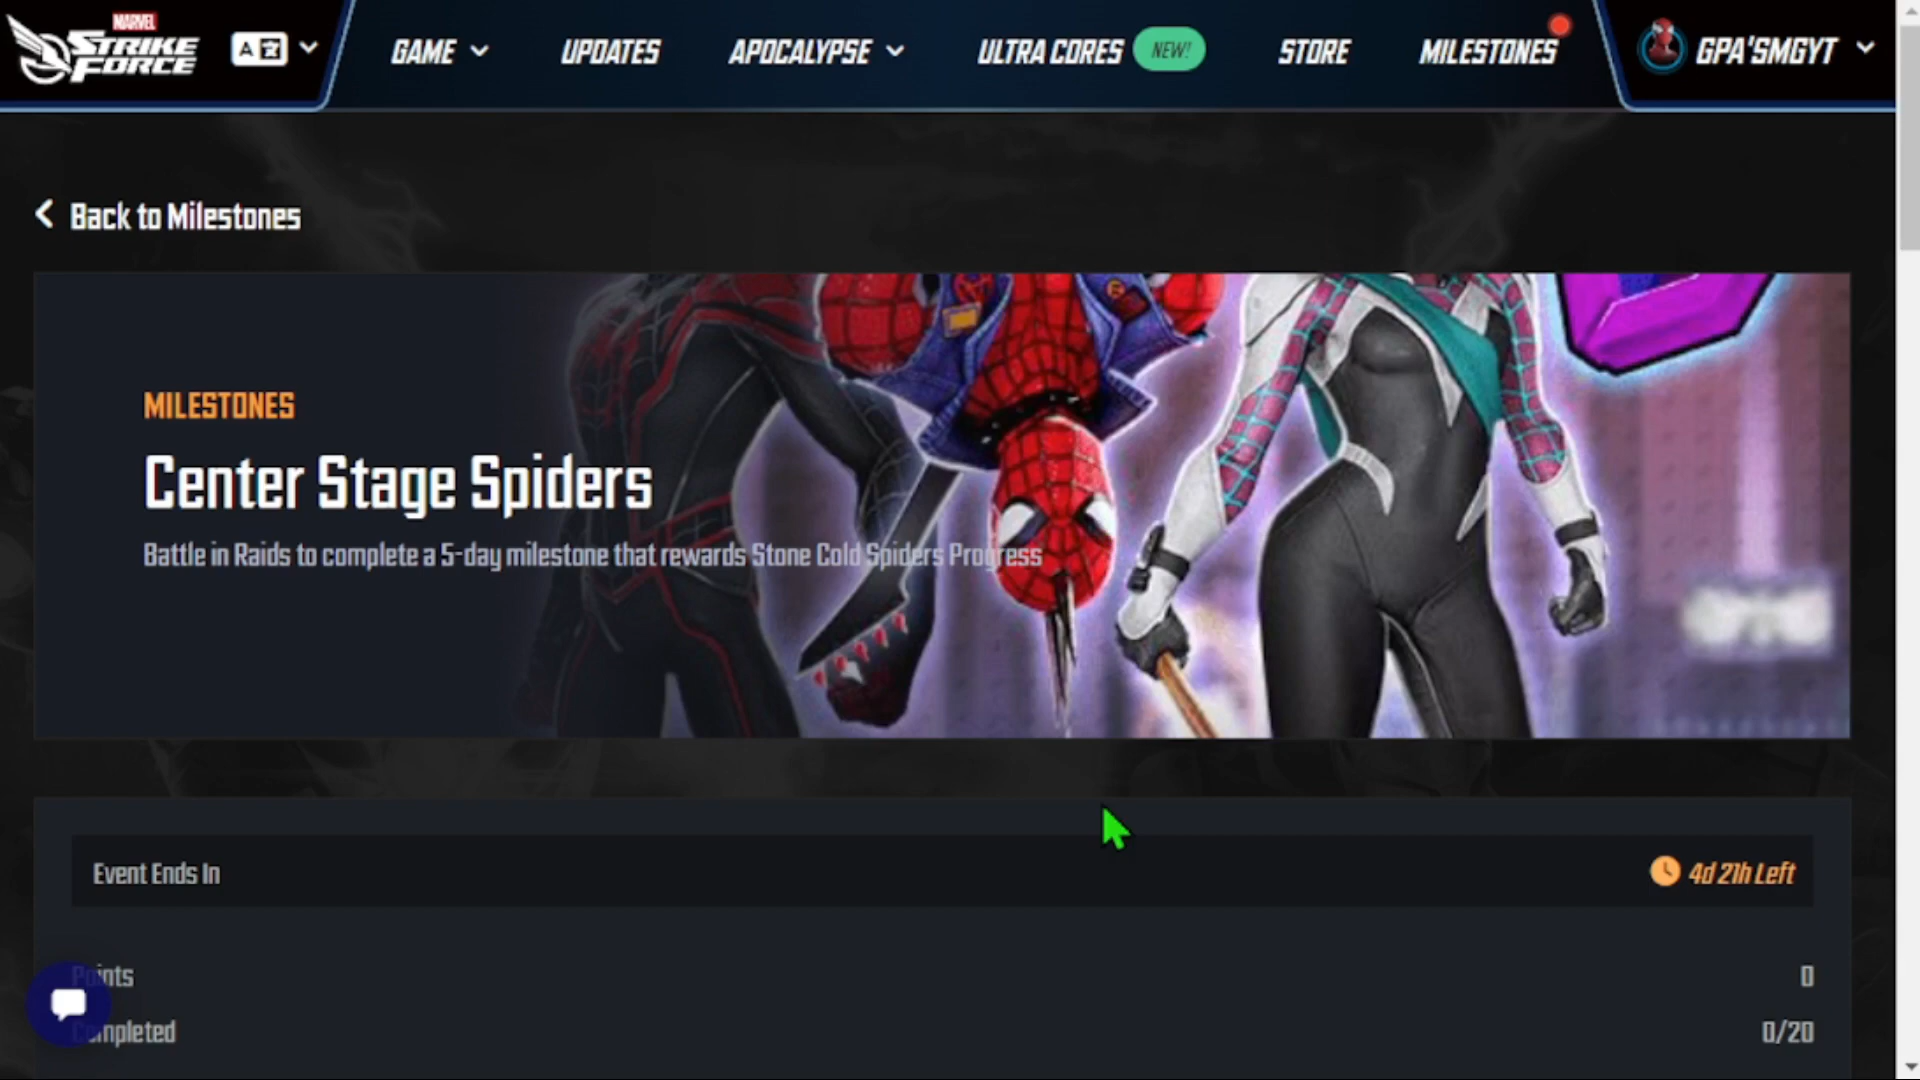 MARVEL
STRIKE
FORCE
A
GAME
UPDATES
APOCALYPSE
ULTRA CORES
NEW!
STORE
MILESTONES
GPA'SMGYT
Back to Milestones
MILESTONES
Center Stage Spiders
Battle in Raids to complete a 5-day milestone that rewards Stone Cold Spiders Progress
Event Ends In
4d 21h Left
Points
0
Completed
0/20